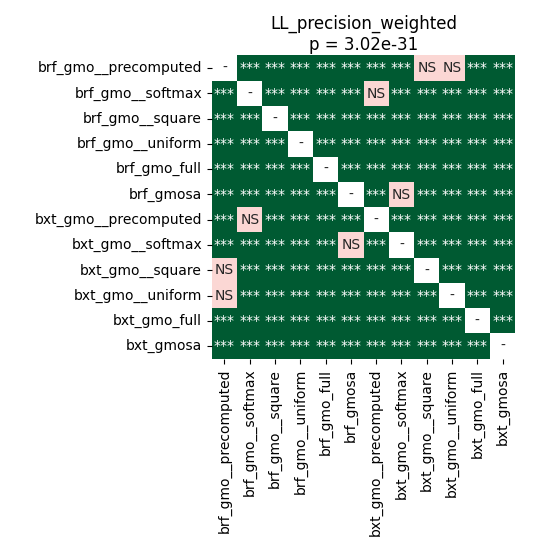 LL_precision_weighted
p = 3.02e-31
brf_gmo__precomputed - *** *** *** *** *** *** *** NS NS *** ***
brf_gmo__softmax *** - *** *** *** *** NS *** *** *** *** ***
brf_gmo__square *** *** - *** *** *** *** *** *** *** *** ***
brf_gmo__uniform *** *** *** - *** *** *** *** *** *** *** ***
brf_gmo_full *** *** *** *** - *** *** *** *** *** *** ***
brf_gmosa *** *** *** *** *** - *** NS *** *** *** ***
bxt_gmo__precomputed *** NS *** *** *** *** - *** *** *** *** ***
bxt_gmo__softmax *** *** *** *** *** NS *** - *** *** *** ***
bxt_gmo__square NS *** *** *** *** *** *** *** - *** *** ***
bxt_gmo__uniform NS *** *** *** *** *** *** *** *** - *** ***
bxt_gmo_full *** *** *** *** *** *** *** *** *** *** - ***
bxt_gmosa *** *** *** *** *** *** *** *** *** *** *** -
brf_gmo__precomputed
brf_gmo__softmax
brf_gmo__square
brf_gmo__uniform
brf_gmo_full
brf_gmosa
bxt_gmo__precomputed
bxt_gmo__softmax
bxt_gmo__square
bxt_gmo__uniform
bxt_gmo_full
bxt_gmosa